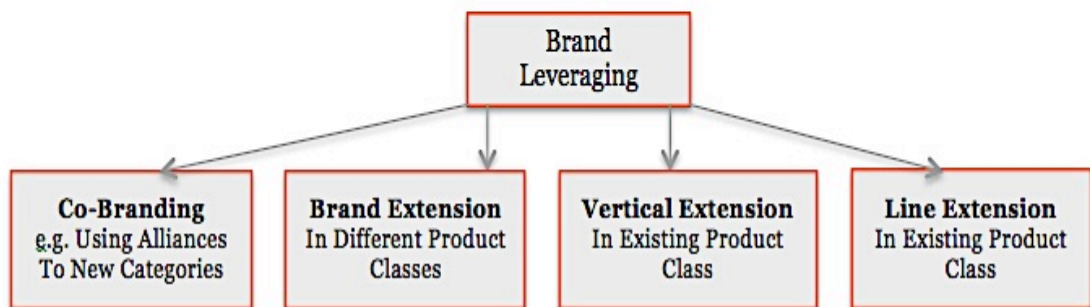 Brand
Leveraging
Co-Branding
e.g. Using Alliances
To New Categories
Brand Extension
In Different Product
Classes
Vertical Extension
In Existing Product
Class
Line Extension
In Existing Product
Class